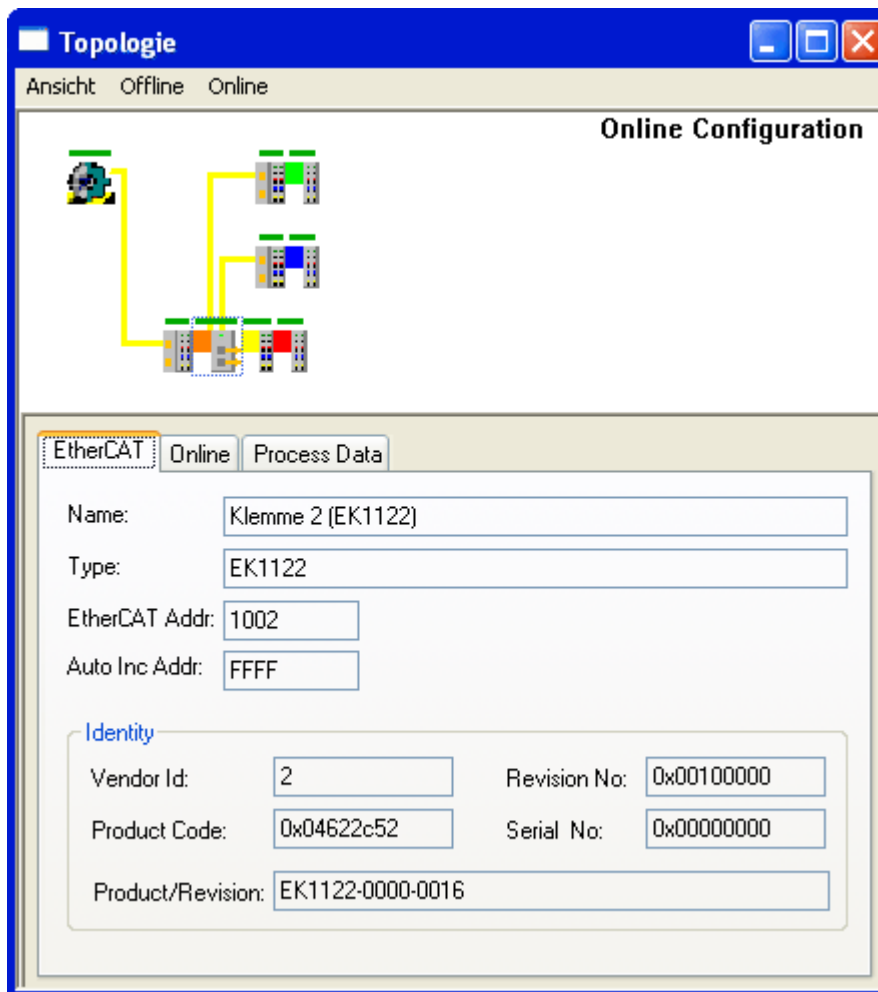 Topologie
Ansicht Offline Online
Online Configuration
EtherCAT Online Process Data
Name: Klemme 2 (EK1122)
Type: EK1122
EtherCAT Addr: 1002
Auto Inc Addr: FFFF
Identity
Vendor Id: 2 Revision No: 0x00100000
Product Code: 0x04622c52 Serial No: 0x00000000
Product/Revision: EK1122-0000-0016